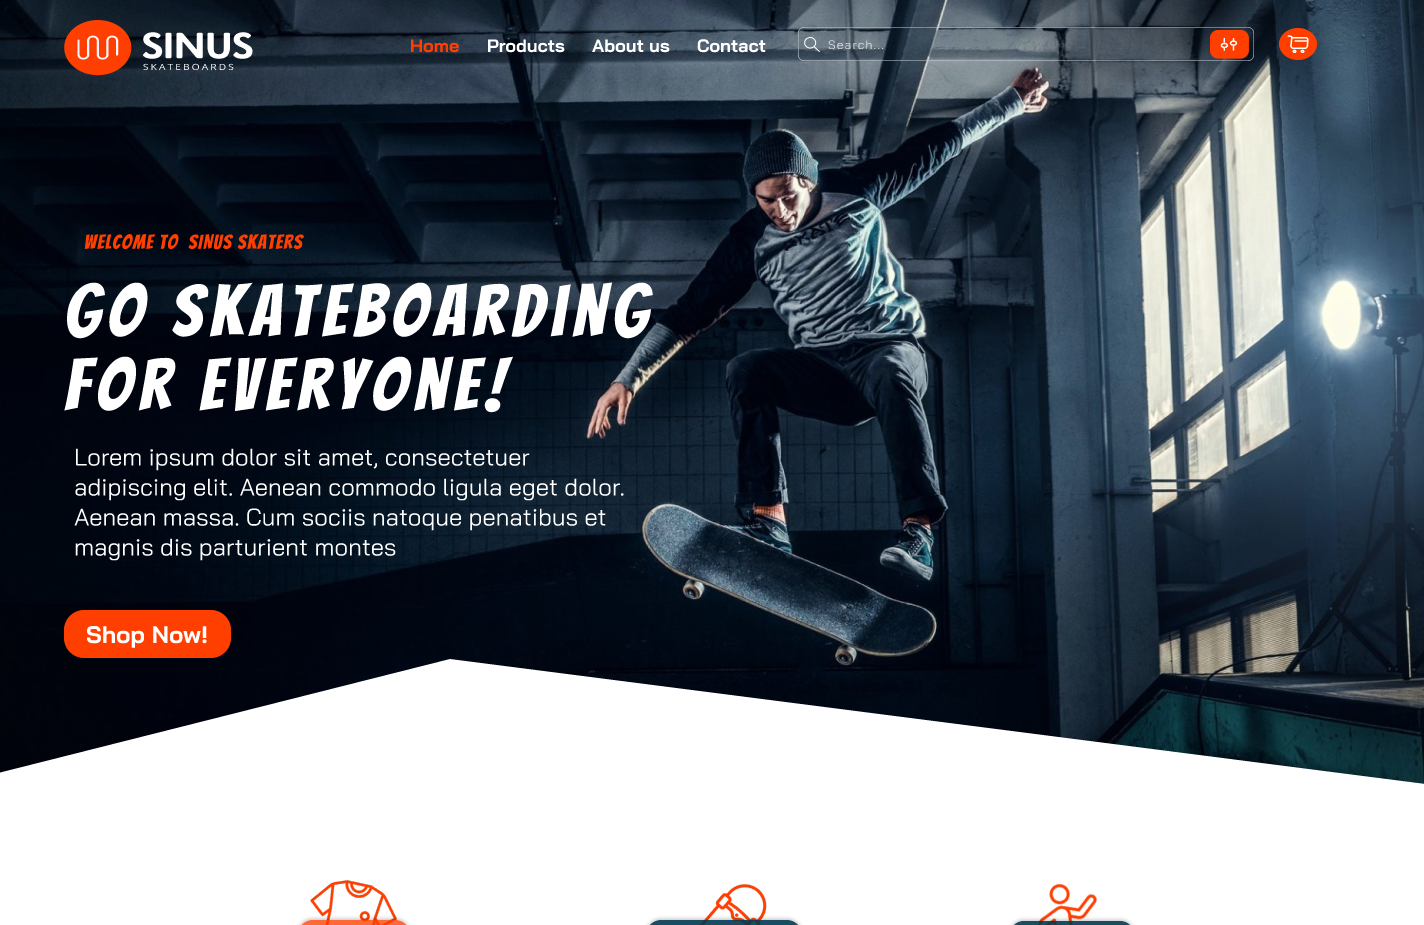 SINUS
SKATEBOARDS
Home Products About us Contact
Search...
WELCOME TO SINUS SKATERS
GO SKATEBOARDING
FOR EVERYONE!
Lorem ipsum dolor sit amet, consectetuer
adipiscing elit. Aenean commodo ligula eget dolor.
Aenean massa. Cum sociis natoque penatibus et
magnis dis parturient montes
Shop Now!